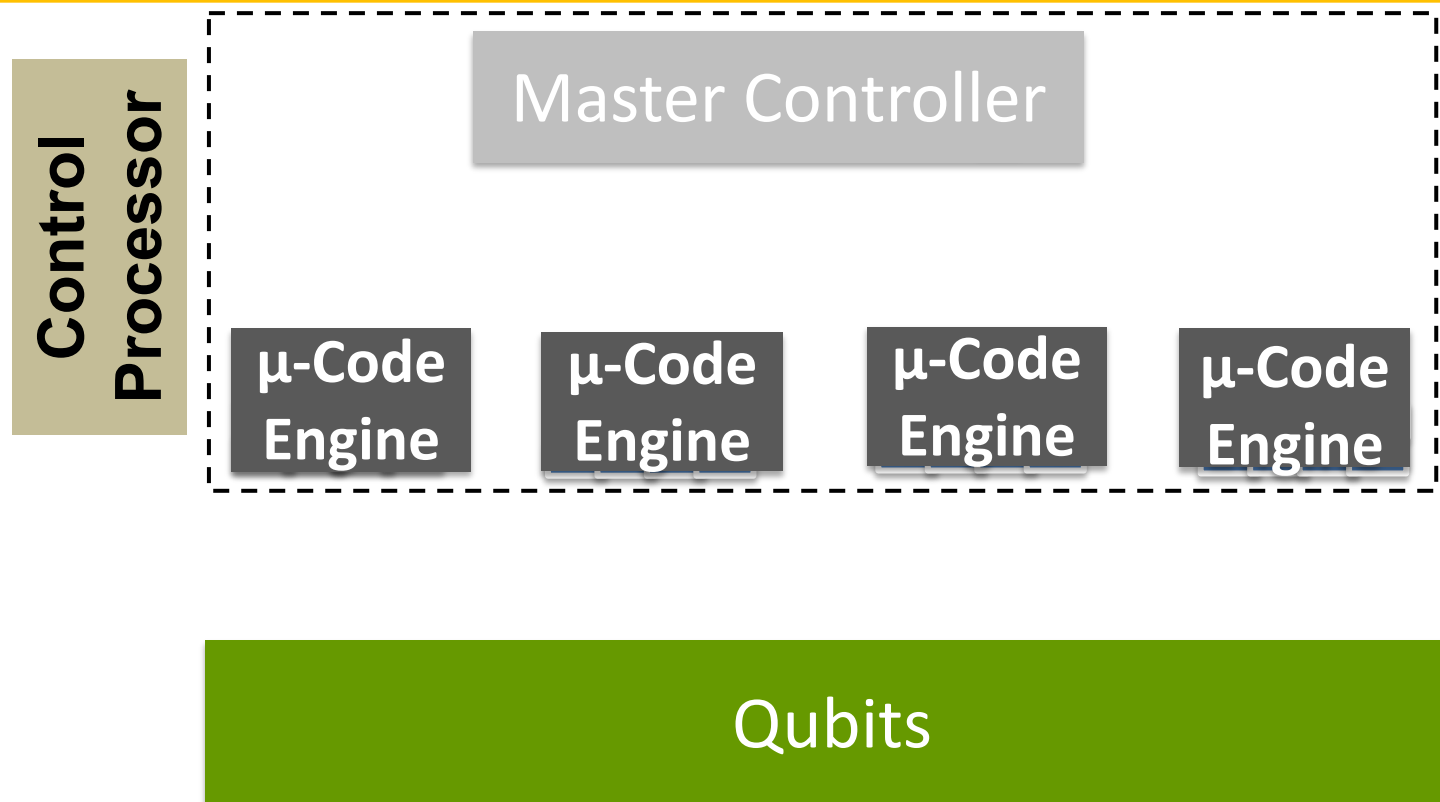 Control
Processor
Master Controller
μ-Code
Engine
μ-Code
Engine
μ-Code
Engine
μ-Code
Engine
Qubits